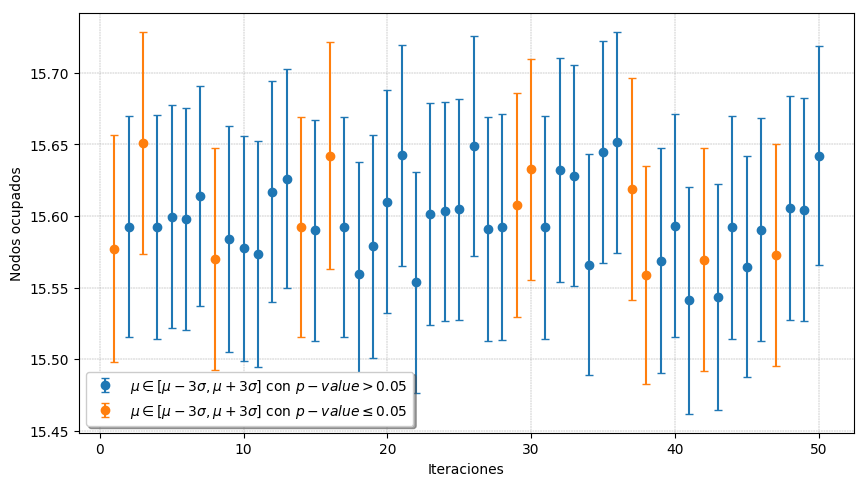 15.70
15.65
15.60
15.55
15.50
15.45
Nodos ocupados
μ ∈ [μ − 3σ, μ + 3σ] con p − value > 0.05
μ ∈ [μ − 3σ, μ + 3σ] con p − value ≤ 0.05
0 10 20 30 40 50
Iteraciones